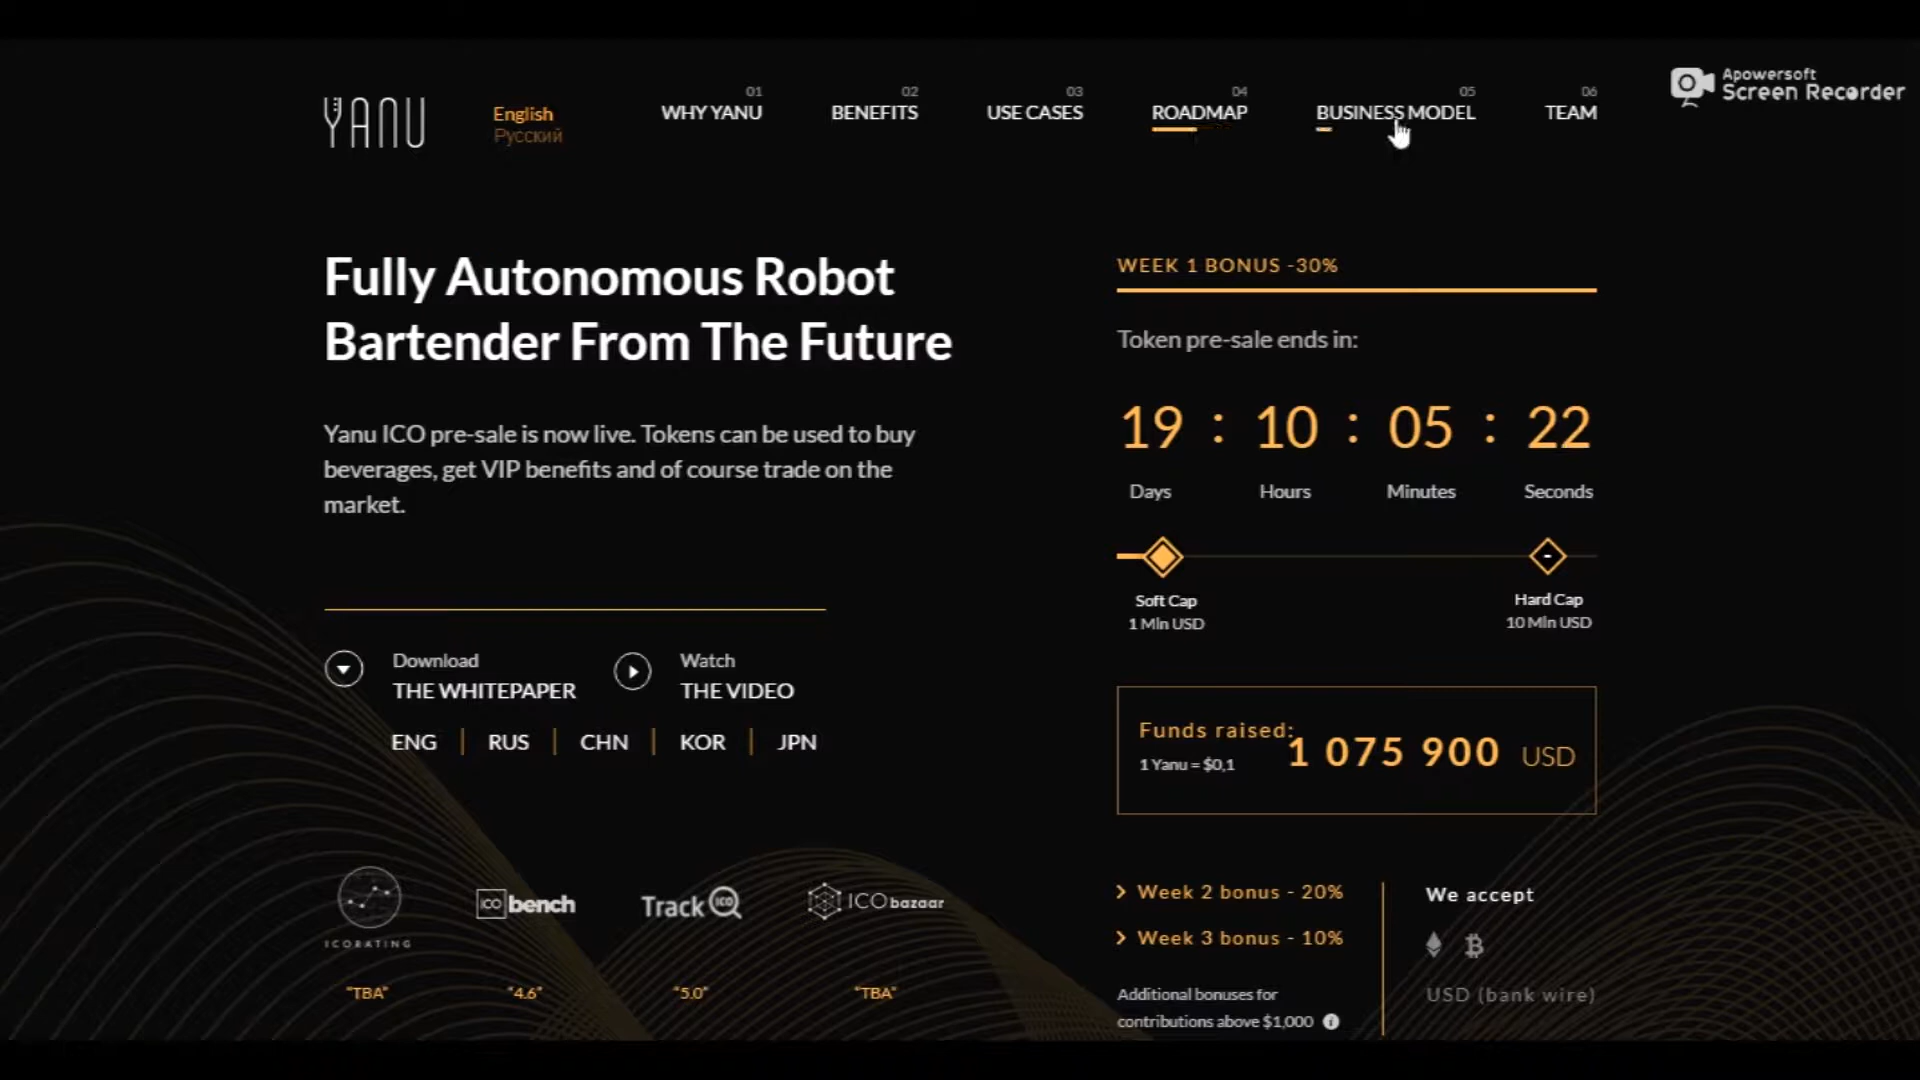 YANU
English
Русский
01
WHY YANU
02
BENEFITS
03
USE CASES
04
ROADMAP
05
BUSINESS MODEL
06
TEAM
Apowersoft
Screen Recorder
Fully Autonomous Robot
Bartender From The Future
Yanu ICO pre-sale is now live. Tokens can be used to buy
beverages, get VIP benefits and of course trade on the
market.
Download
THE WHITEPAPER
Watch
THE VIDEO
ENG | RUS | CHN | KOR | JPN
ICORATING
ICO bench
Track ICO
ICO bazaar
"TBA"
"4.6"
"5.0"
"TBA"
WEEK 1 BONUS -30%
Token pre-sale ends in:
19 : 10 : 05 : 22
Days Hours Minutes Seconds
Soft Cap
1 Mln USD
Hard Cap
10 Mln USD
Funds raised:
1 Yanu = $0,1
1 075 900 USD
Week 2 bonus - 20%
Week 3 bonus - 10%
Additional bonuses for
contributions above $1,000
We accept
USD (bank wire)